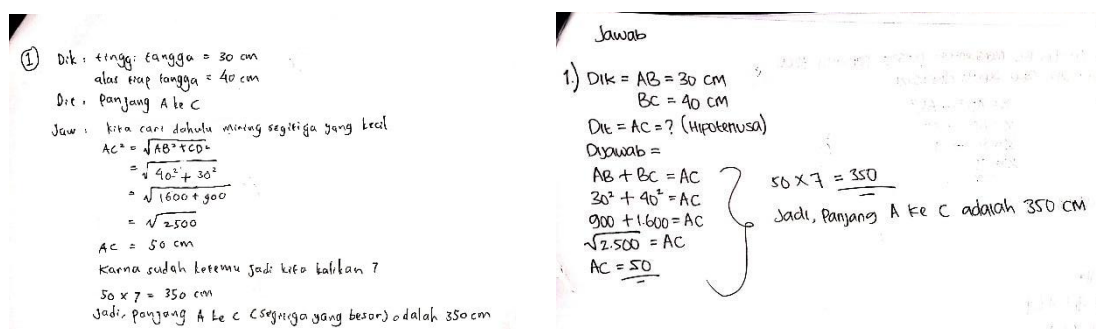 1 Dik : tinggi tangga = 30 cm
alas tiap tangga = 40 cm
Dit : Panjang A ke C
Jaw : kita cari dahulu miring segitiga yang kecil
AC² = √AB² + CD²
= √40² + 30²
= √1600 + 900
= √2500
AC = 50 cm
Karna sudah ketemu jadi kita kalikan 7
50 x 7 = 350 cm
Jadi, panjang A ke C (segitiga yang besar) adalah 350 cm
Jawab
1.) DIK = AB = 30 CM
BC = 40 CM
Dit = AC = ? (Hipotenusa)
Dijawab =
AB + BC = AC
30² + 40² = AC
900 + 1.600 = AC
√2.500 = AC
AC = 50
50 x 7 = 350
Jadi, Panjang A ke C adalah 350 CM